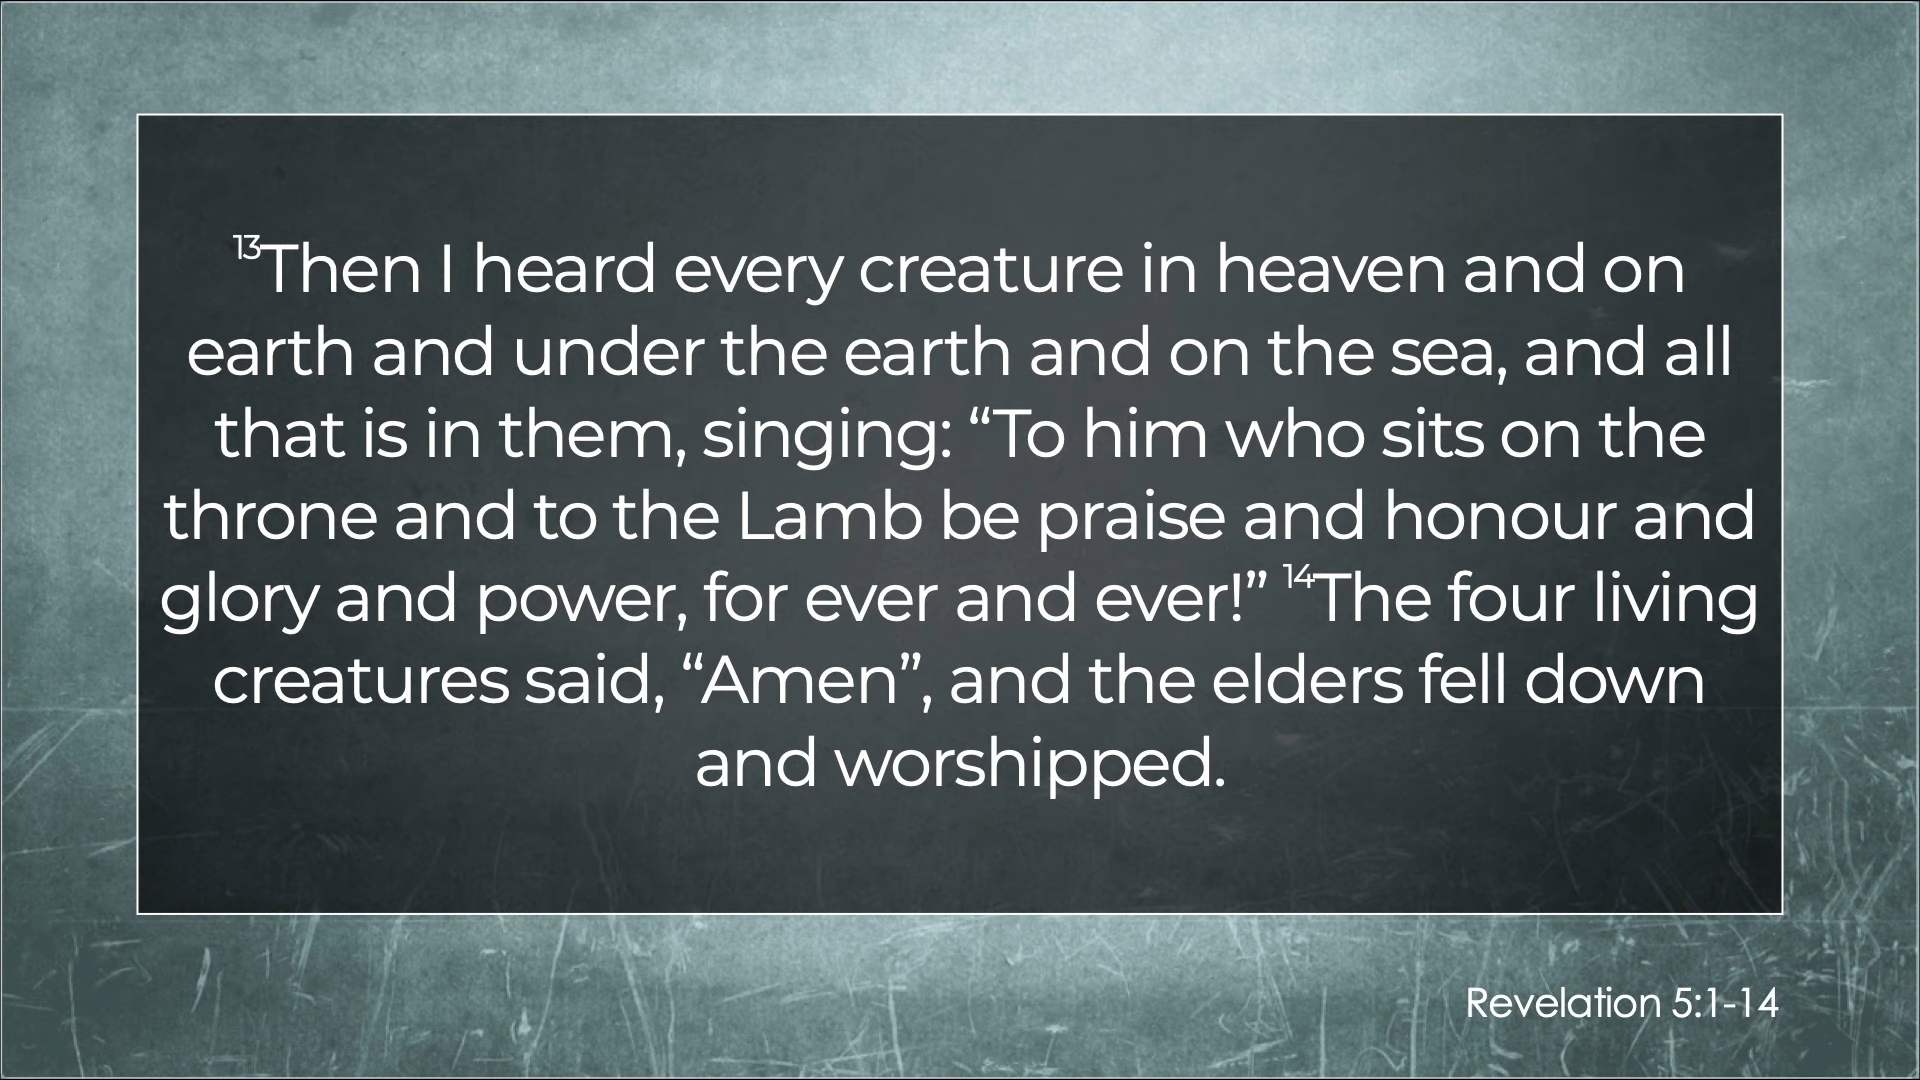 ¹³Then I heard every creature in heaven and on
earth and under the earth and on the sea, and all
that is in them, singing: “To him who sits on the
throne and to the Lamb be praise and honour and
glory and power, for ever and ever!” ¹⁴The four living
creatures said, “Amen”, and the elders fell down
and worshipped.
Revelation 5:1-14